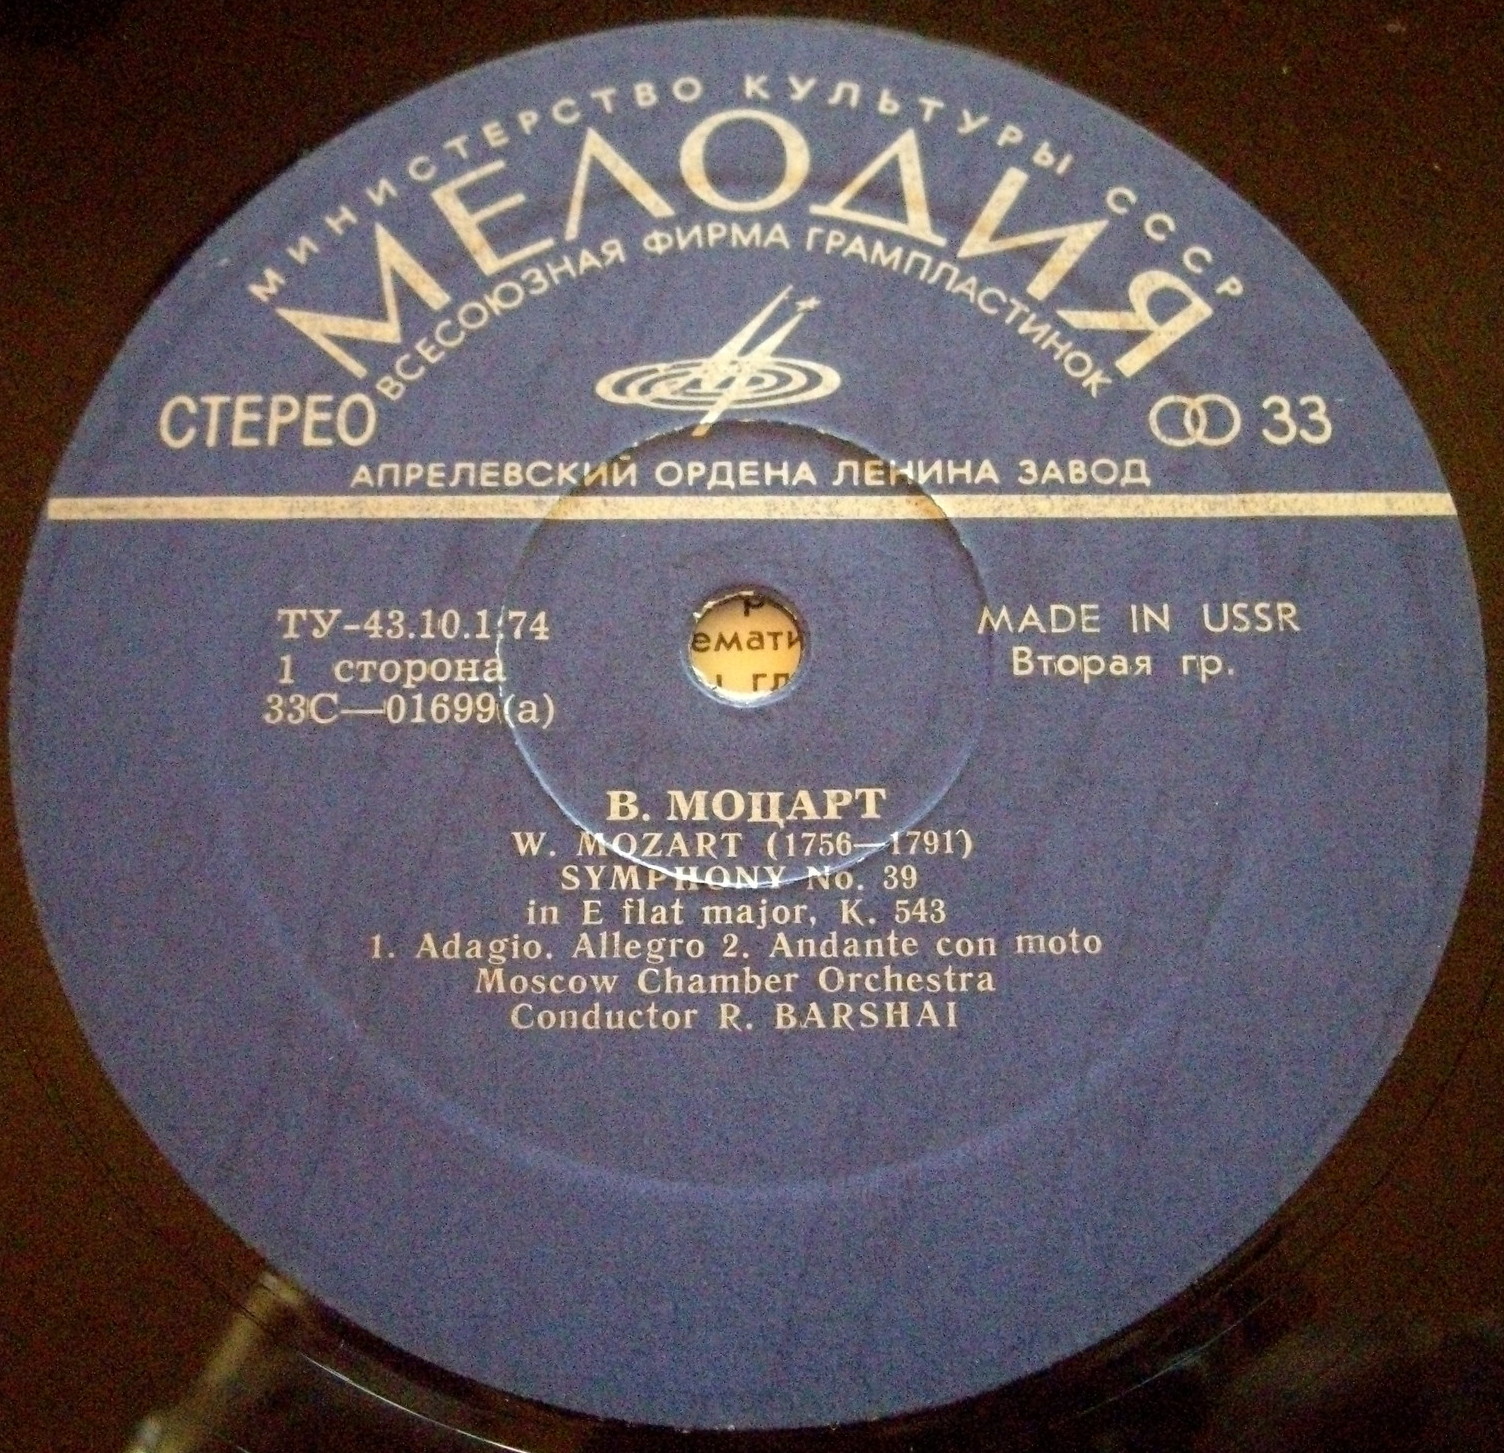 МИНИСТЕРСТВО КУЛЬТУРЫ СССР
МЕЛОДИЯ
ВСЕСОЮЗНАЯ ФИРМА ГРАМПЛАСТИНОК
СТЕРЕО
33
АПРЕЛЕВСКИЙ ОРДЕНА ЛЕНИНА ЗАВОД
ТУ-43.10.1.74
1 сторона
33С—01699(а)
MADE IN USSR
Вторая гр.
В. МОЦАРТ
W. MOZART (1756—1791)
SYMPHONY No. 39
in E flat major, K. 543
1. Adagio. Allegro 2. Andante con moto
Moscow Chamber Orchestra
Conductor R. BARSHAI